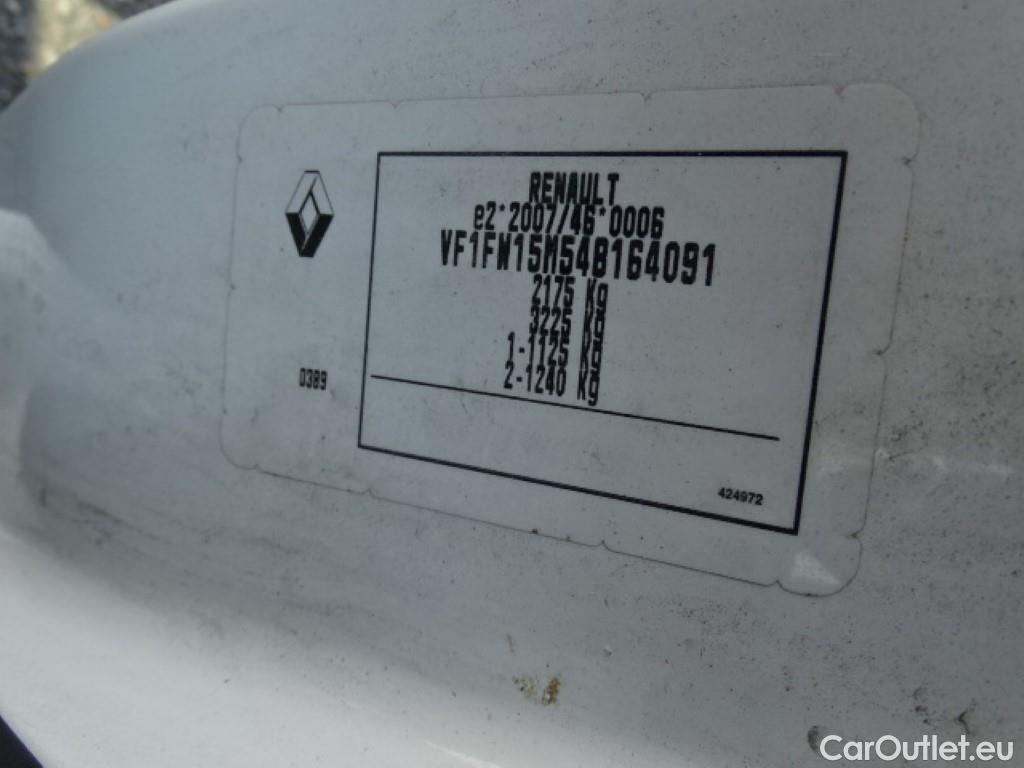 RENAULT
e2*2007/46*0006
VF1FW15M548164091
2175 Kg
3225 Kg
1-1125 Kg
2-1240 Kg
0389
424972
CarOutlet.eu